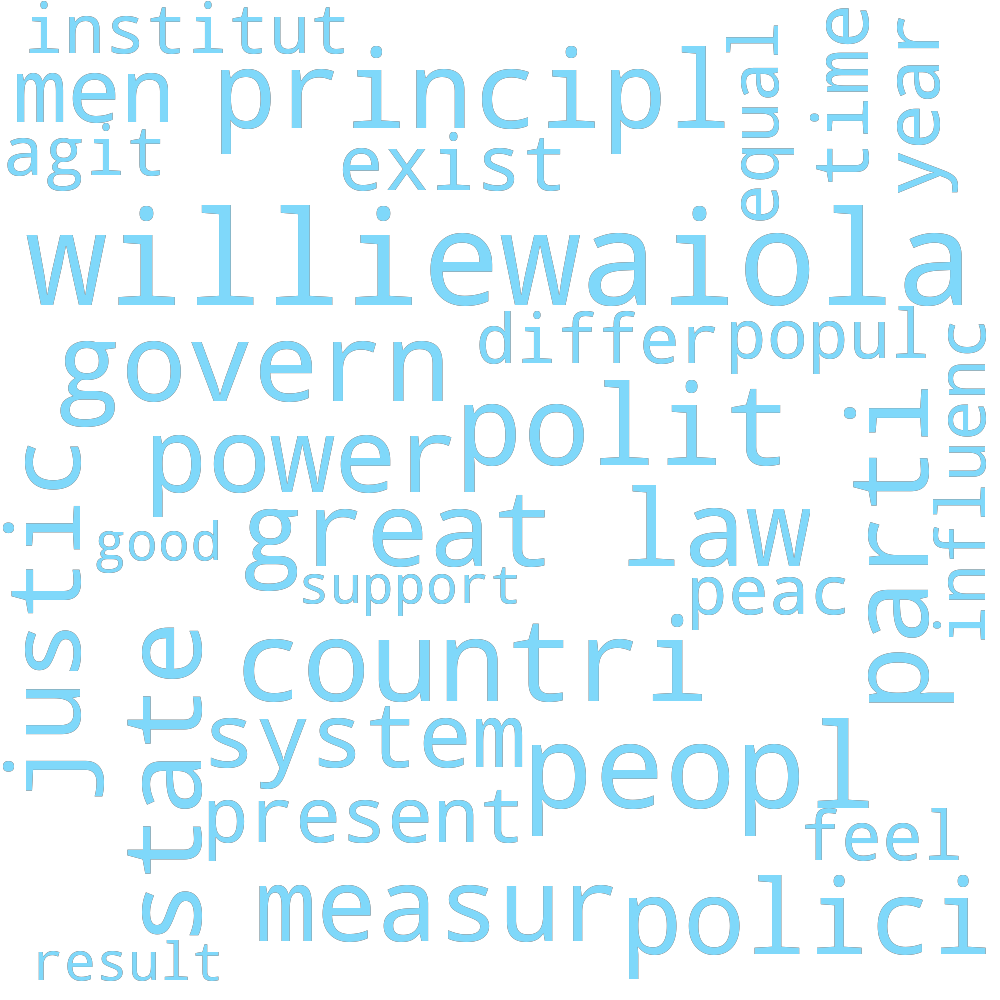 institut
men
principl
equal
time
year
agit
exist
williewaiola
differ
popul
govern
influenc
polit
power
parti
justic
great
law
good
support
peac
countri
state
system
peopl
present
feel
measur
polici
result